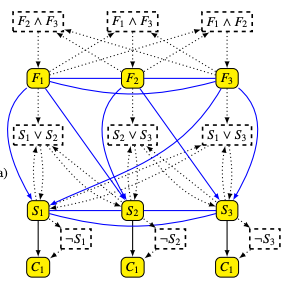 F₂ ∧ F₃ F₁ ∧ F₃ F₁ ∧ F₂
F₁ F₂ F₃
S₁ ∨ S₂ S₂ ∨ S₃ S₁ ∨ S₃
a)
S₁ S₂ S₃
¬S₁ ¬S₂ ¬S₃
C₁ C₁ C₁